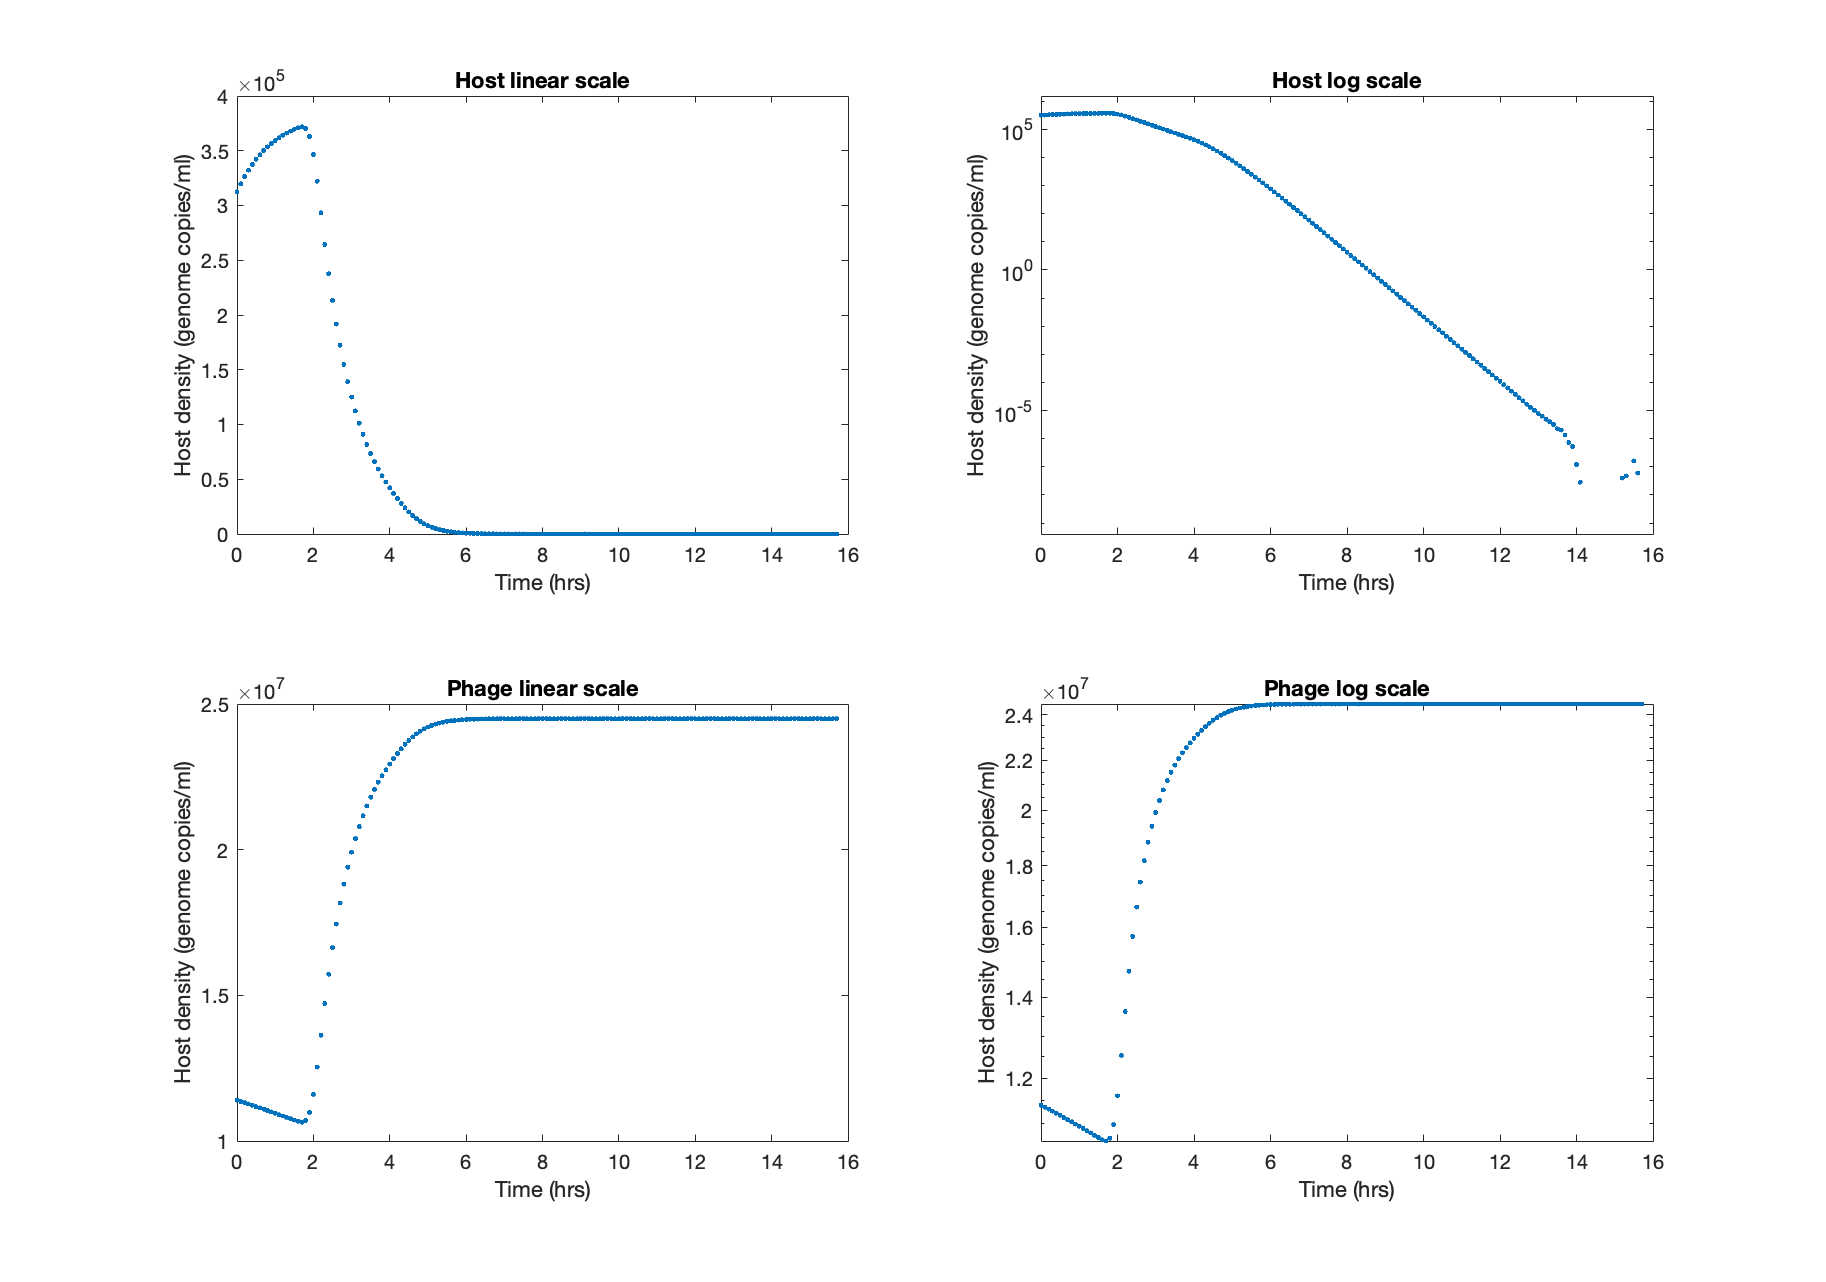 Host linear scale
×10^5
4
3.5
3
2.5
2
1.5
1
0.5
0
0 2 4 6 8 10 12 14 16
Time (hrs)
Host density (genome copies/ml)
Host log scale
10^5
10^0
10^-5
0 2 4 6 8 10 12 14 16
Time (hrs)
Host density (genome copies/ml)
Phage linear scale
×10^7
2.5
2
1.5
1
0 2 4 6 8 10 12 14 16
Time (hrs)
Host density (genome copies/ml)
Phage log scale
×10^7
2.4
2.2
2
1.8
1.6
1.4
1.2
0 2 4 6 8 10 12 14 16
Time (hrs)
Host density (genome copies/ml)